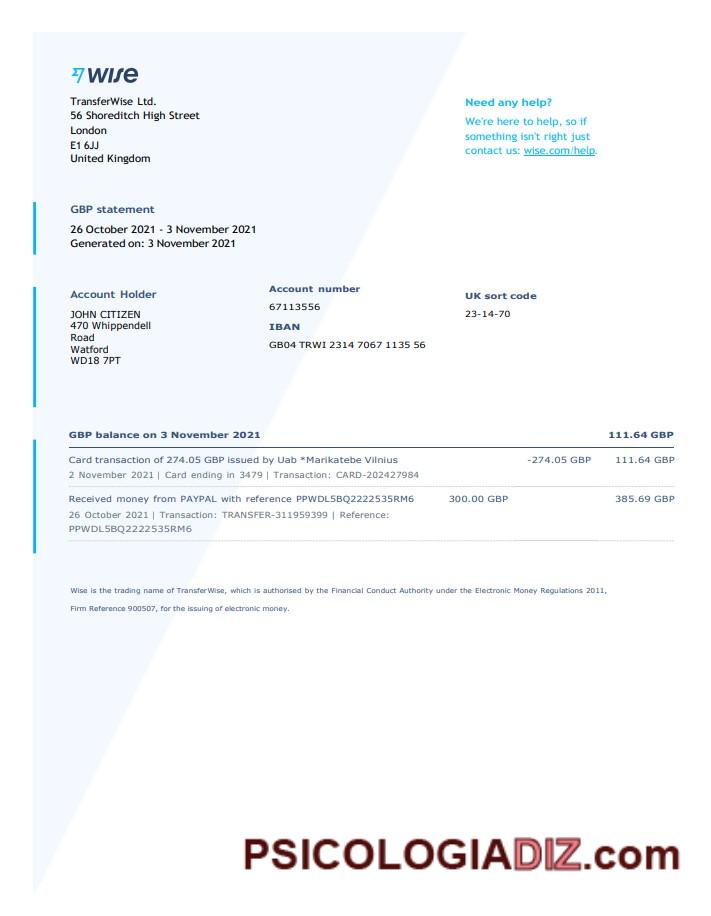 wise
TransferWise Ltd.
56 Shoreditch High Street
London
E1 6JJ
United Kingdom
Need any help?
We're here to help, so if
something isn't right just
contact us: wise.com/help.
GBP statement
26 October 2021 - 3 November 2021
Generated on: 3 November 2021
Account Holder
JOHN CITIZEN
470 Whippendell
Road
Watford
WD18 7PT
Account number
67113556
IBAN
GB04 TRWI 2314 7067 1135 56
UK sort code
23-14-70
GBP balance on 3 November 2021 111.64 GBP
Card transaction of 274.05 GBP issued by Uab *Marikatebe Vilnius -274.05 GBP 111.64 GBP
2 November 2021 | Card ending in 3479 | Transaction: CARD-202427984
Received money from PAYPAL with reference PPWDL5BQ2222535RM6 300.00 GBP 385.69 GBP
26 October 2021 | Transaction: TRANSFER-311959399 | Reference:
PPWDL5BQ2222535RM6
Wise is the trading name of TransferWise, which is authorised by the Financial Conduct Authority under the Electronic Money Regulations 2011,
Firm Reference 900507, for the issuing of electronic money.
PSICOLOGIADIZ.com